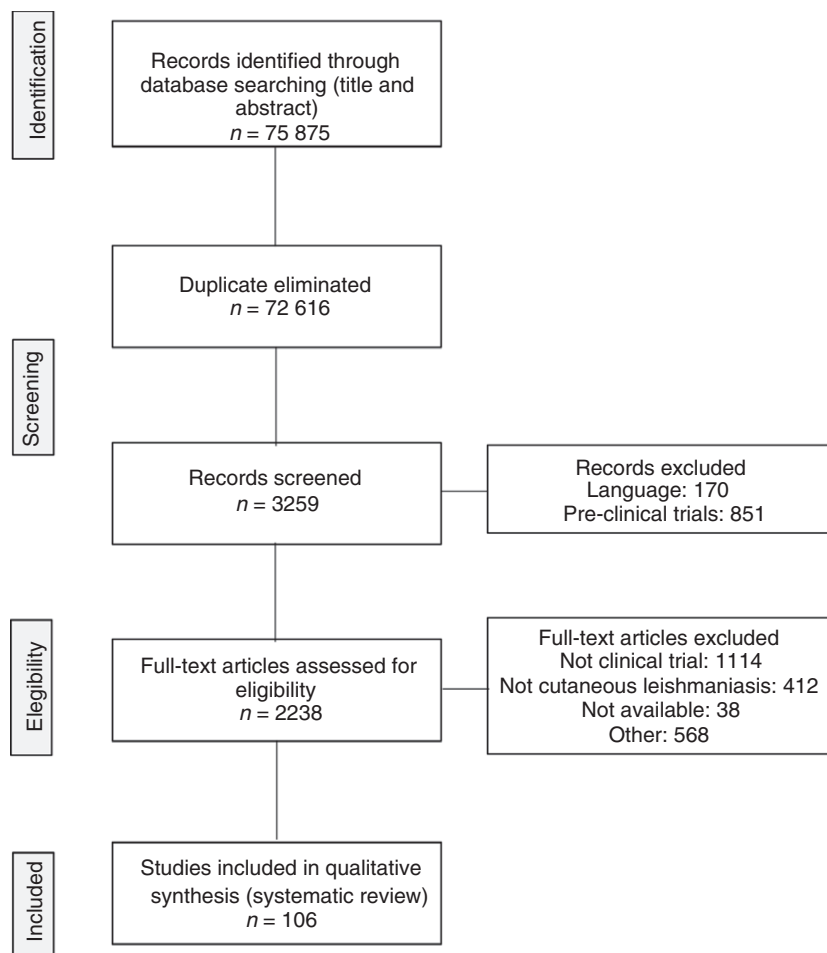 Identification
Records identified through
database searching (title and
abstract)
n = 75 875
Duplicate eliminated
n = 72 616
Screening
Records screened
n = 3259
Records excluded
Language: 170
Pre-clinical trials: 851
Elegibility
Full-text articles assessed for
eligibility
n = 2238
Full-text articles excluded
Not clinical trial: 1114
Not cutaneous leishmaniasis: 412
Not available: 38
Other: 568
Included
Studies included in qualitative
synthesis (systematic review)
n = 106